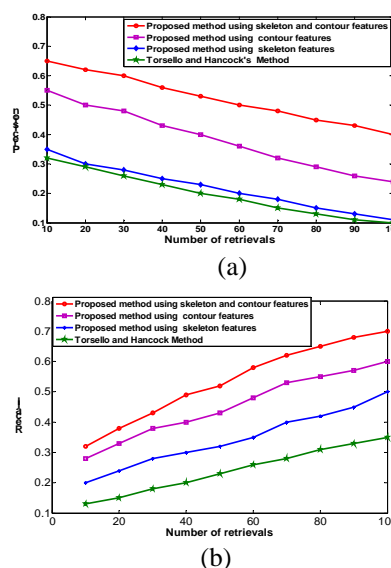 0.8
Proposed method using skeleton and contour features
Proposed method using contour features
Proposed method using skeleton features
Torsello and Hancock's Method
0.7
0.6
0.5
0.4
0.3
0.2
0.1
10 20 30 40 50 60 70 80 90 10
Number of retrievals
(a)
0.8
Proposed method using skeleton and contour features
Proposed method using contour features
Proposed method using skeleton features
Torsello and Hancock Method
0.7
0.6
0.5
0.4
0.3
0.2
0.1
0 20 40 60 80 10
Number of retrievals
(b)